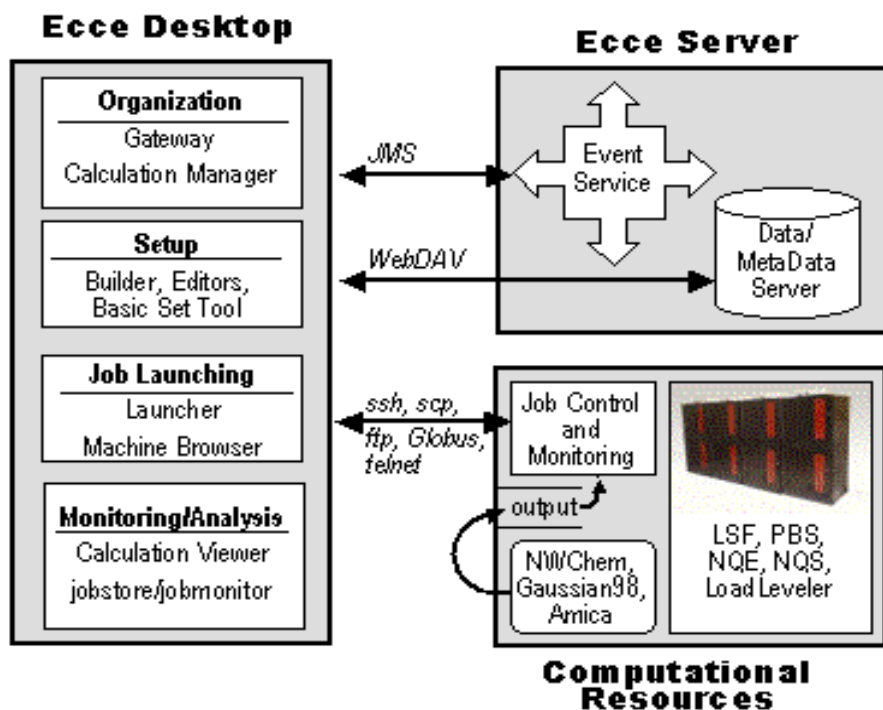 Ecce Desktop
Organization
Gateway
Calculation Manager
Setup
Builder, Editors,
Basic Set Tool
Job Launching
Launcher
Machine Browser
Monitoring/Analysis
Calculation Viewer
jobstore/jobmonitor
JMS
WebDAV
ssh, scp,
ftp, Globus,
telnet
Ecce Server
Event
Service
Data/
MetaData
Server
Job Control
and
Monitoring
output
NWChem,
Gaussian98,
Amica
LSF, PBS,
NQE, NQS,
LoadLeveler
Computational
Resources